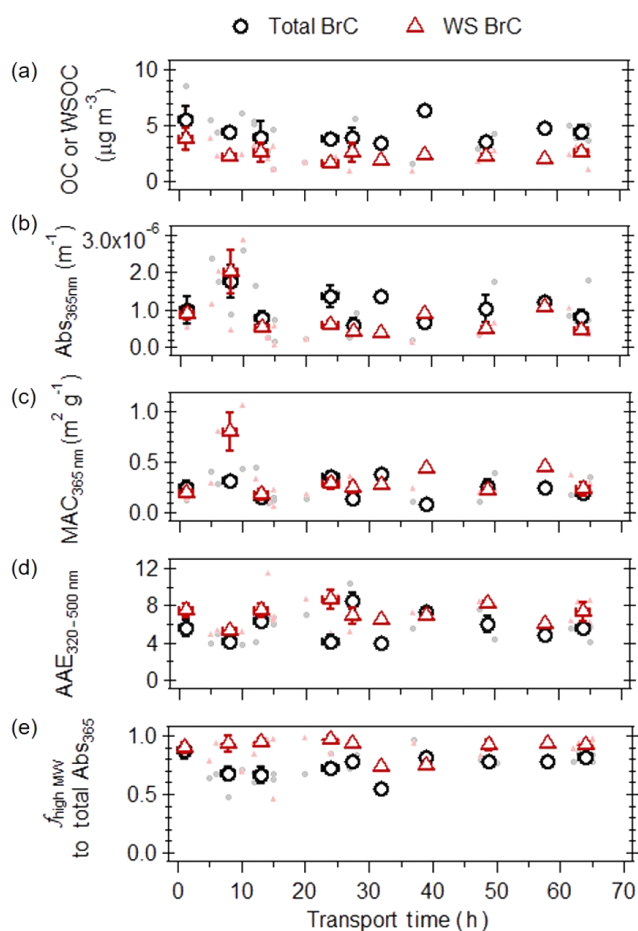 Total BrC WS BrC
(a)
OC or WSOC
(μg m⁻³)
10
5
0
(b)
Abs₃₆₅ₙₘ (m⁻¹)
3.0x10⁻⁶
2.0
1.0
0.0
(c)
MAC₃₆₅ ₙₘ (m² g⁻¹)
1.0
0.5
0.0
(d)
AAE₃₂₀₋₅₀₀ ₙₘ
12
8
4
0
(e)
f high MW
to total Abs₃₆₅
1.0
0.5
0.0
0 10 20 30 40 50 60 70
Transport time (h)